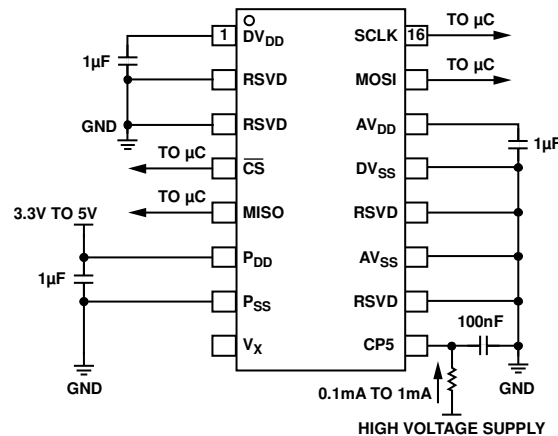 1
DVDD
SCLK
16
TO µC
1µF
RSVD
MOSI
TO µC
RSVD
AVDD
GND
1µF
TO µC
CS
DVSS
TO µC
MISO
RSVD
3.3V TO 5V
PDD
AVSS
1µF
PSS
RSVD
100nF
VX
CP5
GND
0.1mA TO 1mA
GND
HIGH VOLTAGE SUPPLY